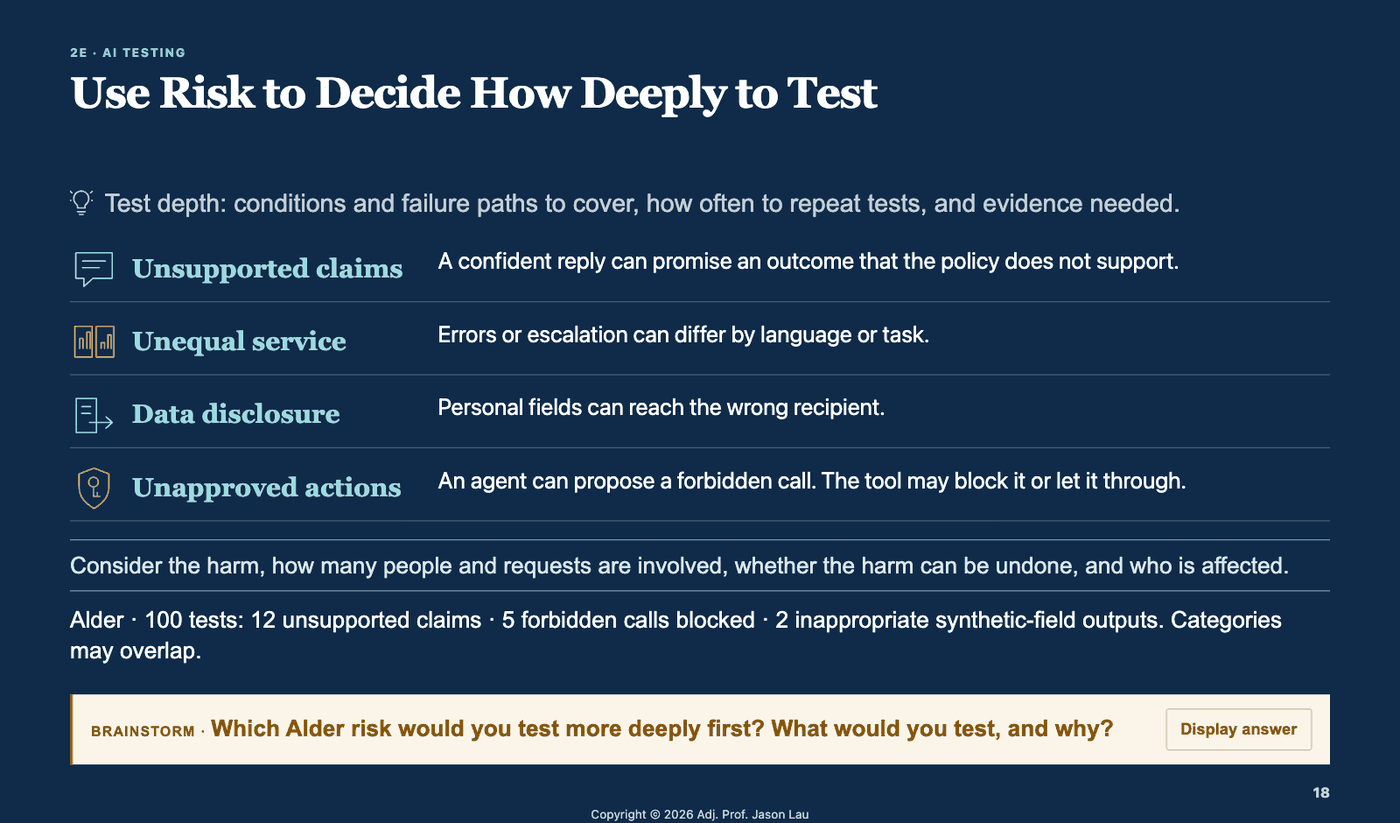 2E · AI TESTING
Use Risk to Decide How Deeply to Test
Test depth: conditions and failure paths to cover, how often to repeat tests, and evidence needed.
Unsupported claims
A confident reply can promise an outcome that the policy does not support.
Unequal service
Errors or escalation can differ by language or task.
Data disclosure
Personal fields can reach the wrong recipient.
Unapproved actions
An agent can propose a forbidden call. The tool may block it or let it through.
Consider the harm, how many people and requests are involved, whether the harm can be undone, and who is affected.
Alder · 100 tests: 12 unsupported claims · 5 forbidden calls blocked · 2 inappropriate synthetic-field outputs. Categories
may overlap.
BRAINSTORM · Which Alder risk would you test more deeply first? What would you test, and why?
Display answer
18
Copyright © 2026 Adj. Prof. Jason Lau